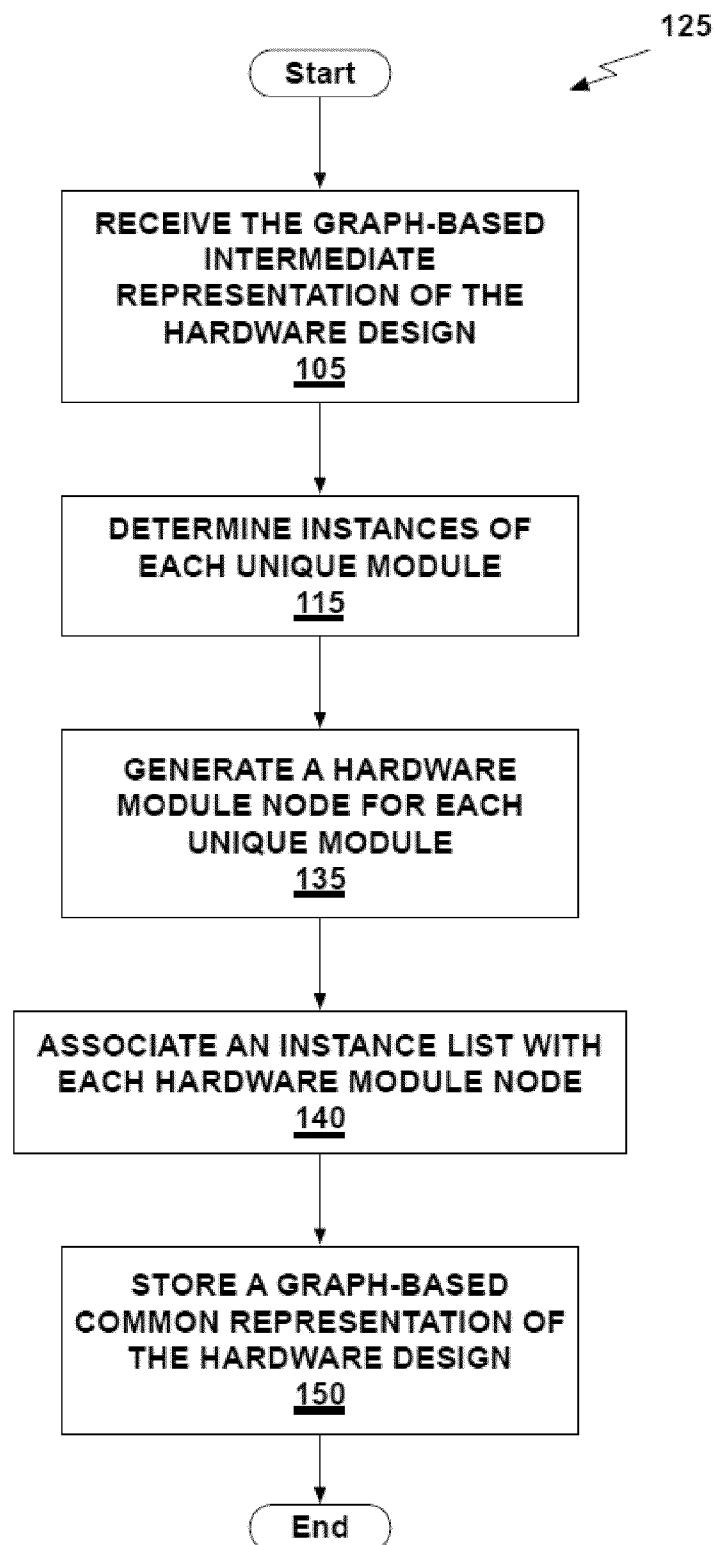 125
Start
RECEIVE THE GRAPH-BASED
INTERMEDIATE
REPRESENTATION OF THE
HARDWARE DESIGN
105
DETERMINE INSTANCES OF
EACH UNIQUE MODULE
115
GENERATE A HARDWARE
MODULE NODE FOR EACH
UNIQUE MODULE
135
ASSOCIATE AN INSTANCE LIST WITH
EACH HARDWARE MODULE NODE
140
STORE A GRAPH-BASED
COMMON REPRESENTATION OF
THE HARDWARE DESIGN
150
End